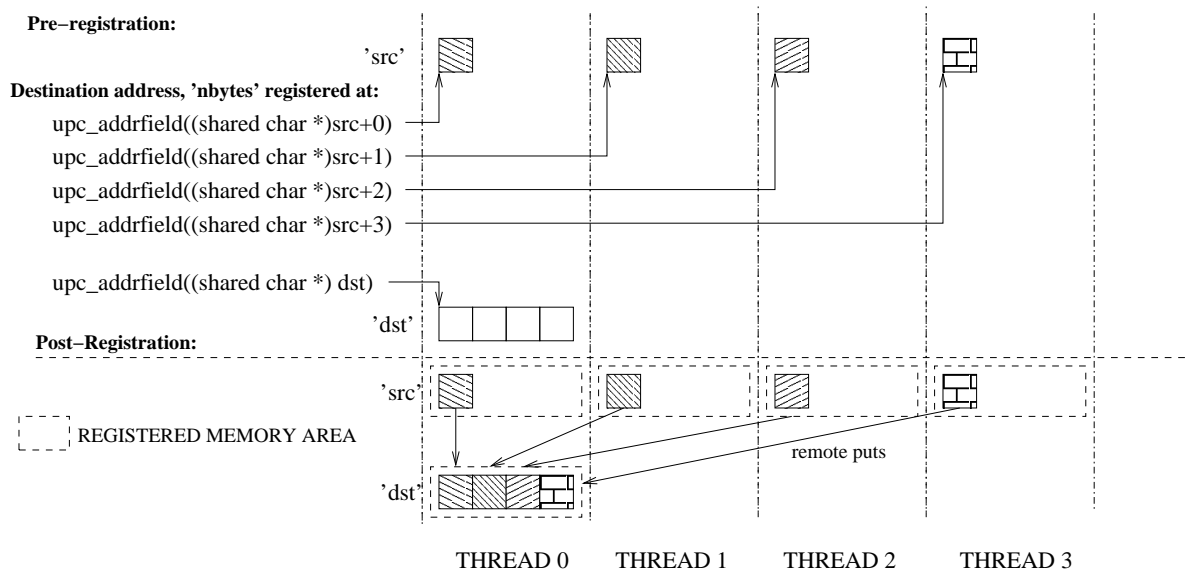 Pre−registration:
'src'
Destination address, 'nbytes' registered at:
upc_addrfield((shared char *)src+0)
upc_addrfield((shared char *)src+1)
upc_addrfield((shared char *)src+2)
upc_addrfield((shared char *)src+3)
upc_addrfield((shared char *) dst)
'dst'
Post−Registration:
'src'
REGISTERED MEMORY AREA
remote puts
'dst'
THREAD 0 THREAD 1 THREAD 2 THREAD 3